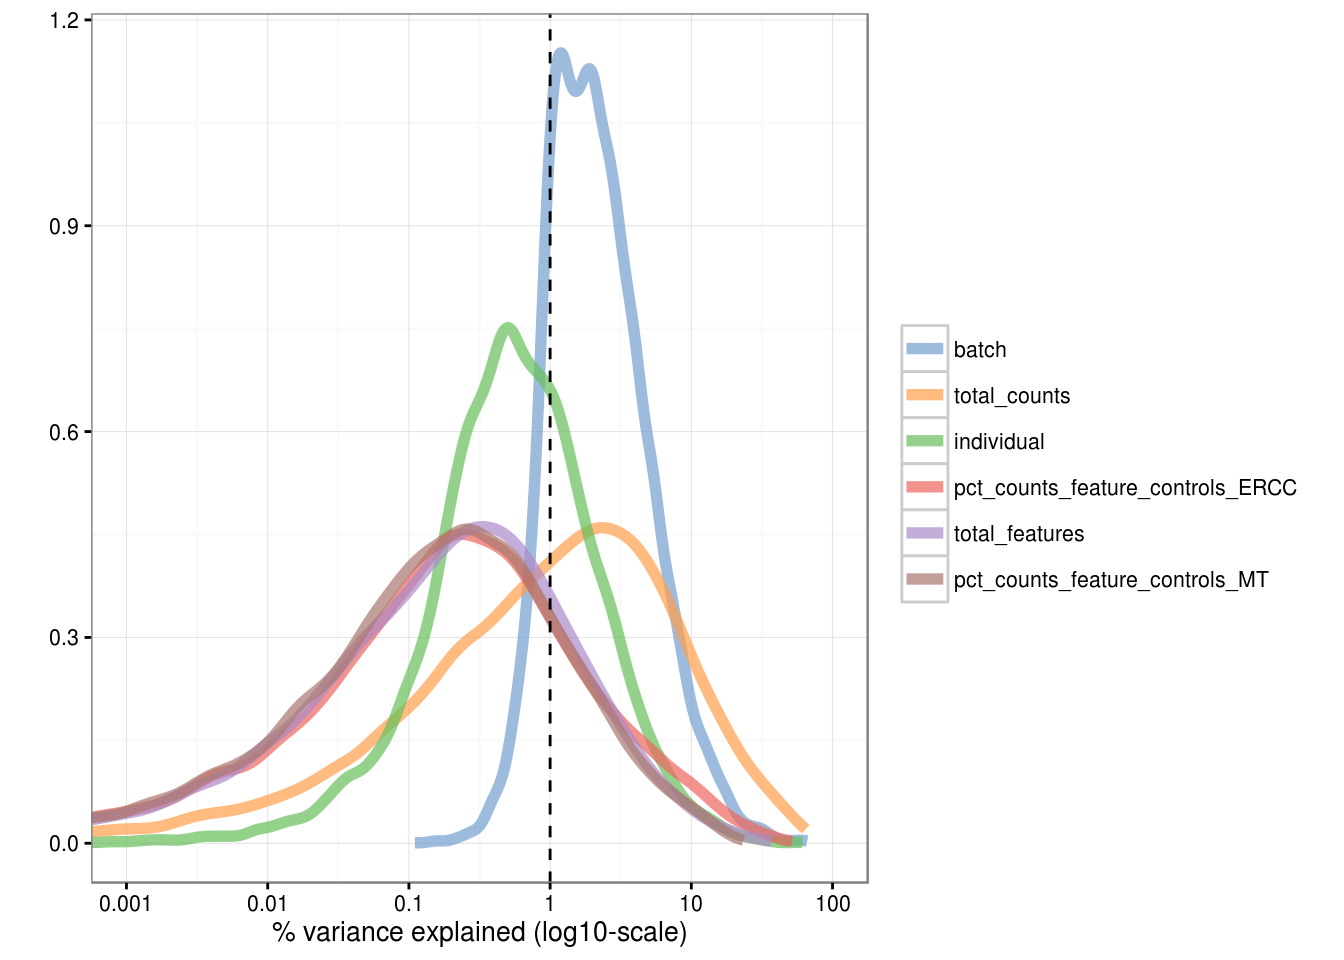 1.2
0.9
0.6
0.3
0.0
0.001 0.01 0.1 1 10 100
% variance explained (log10-scale)
batch
total_counts
individual
pct_counts_feature_controls_ERCC
total_features
pct_counts_feature_controls_MT